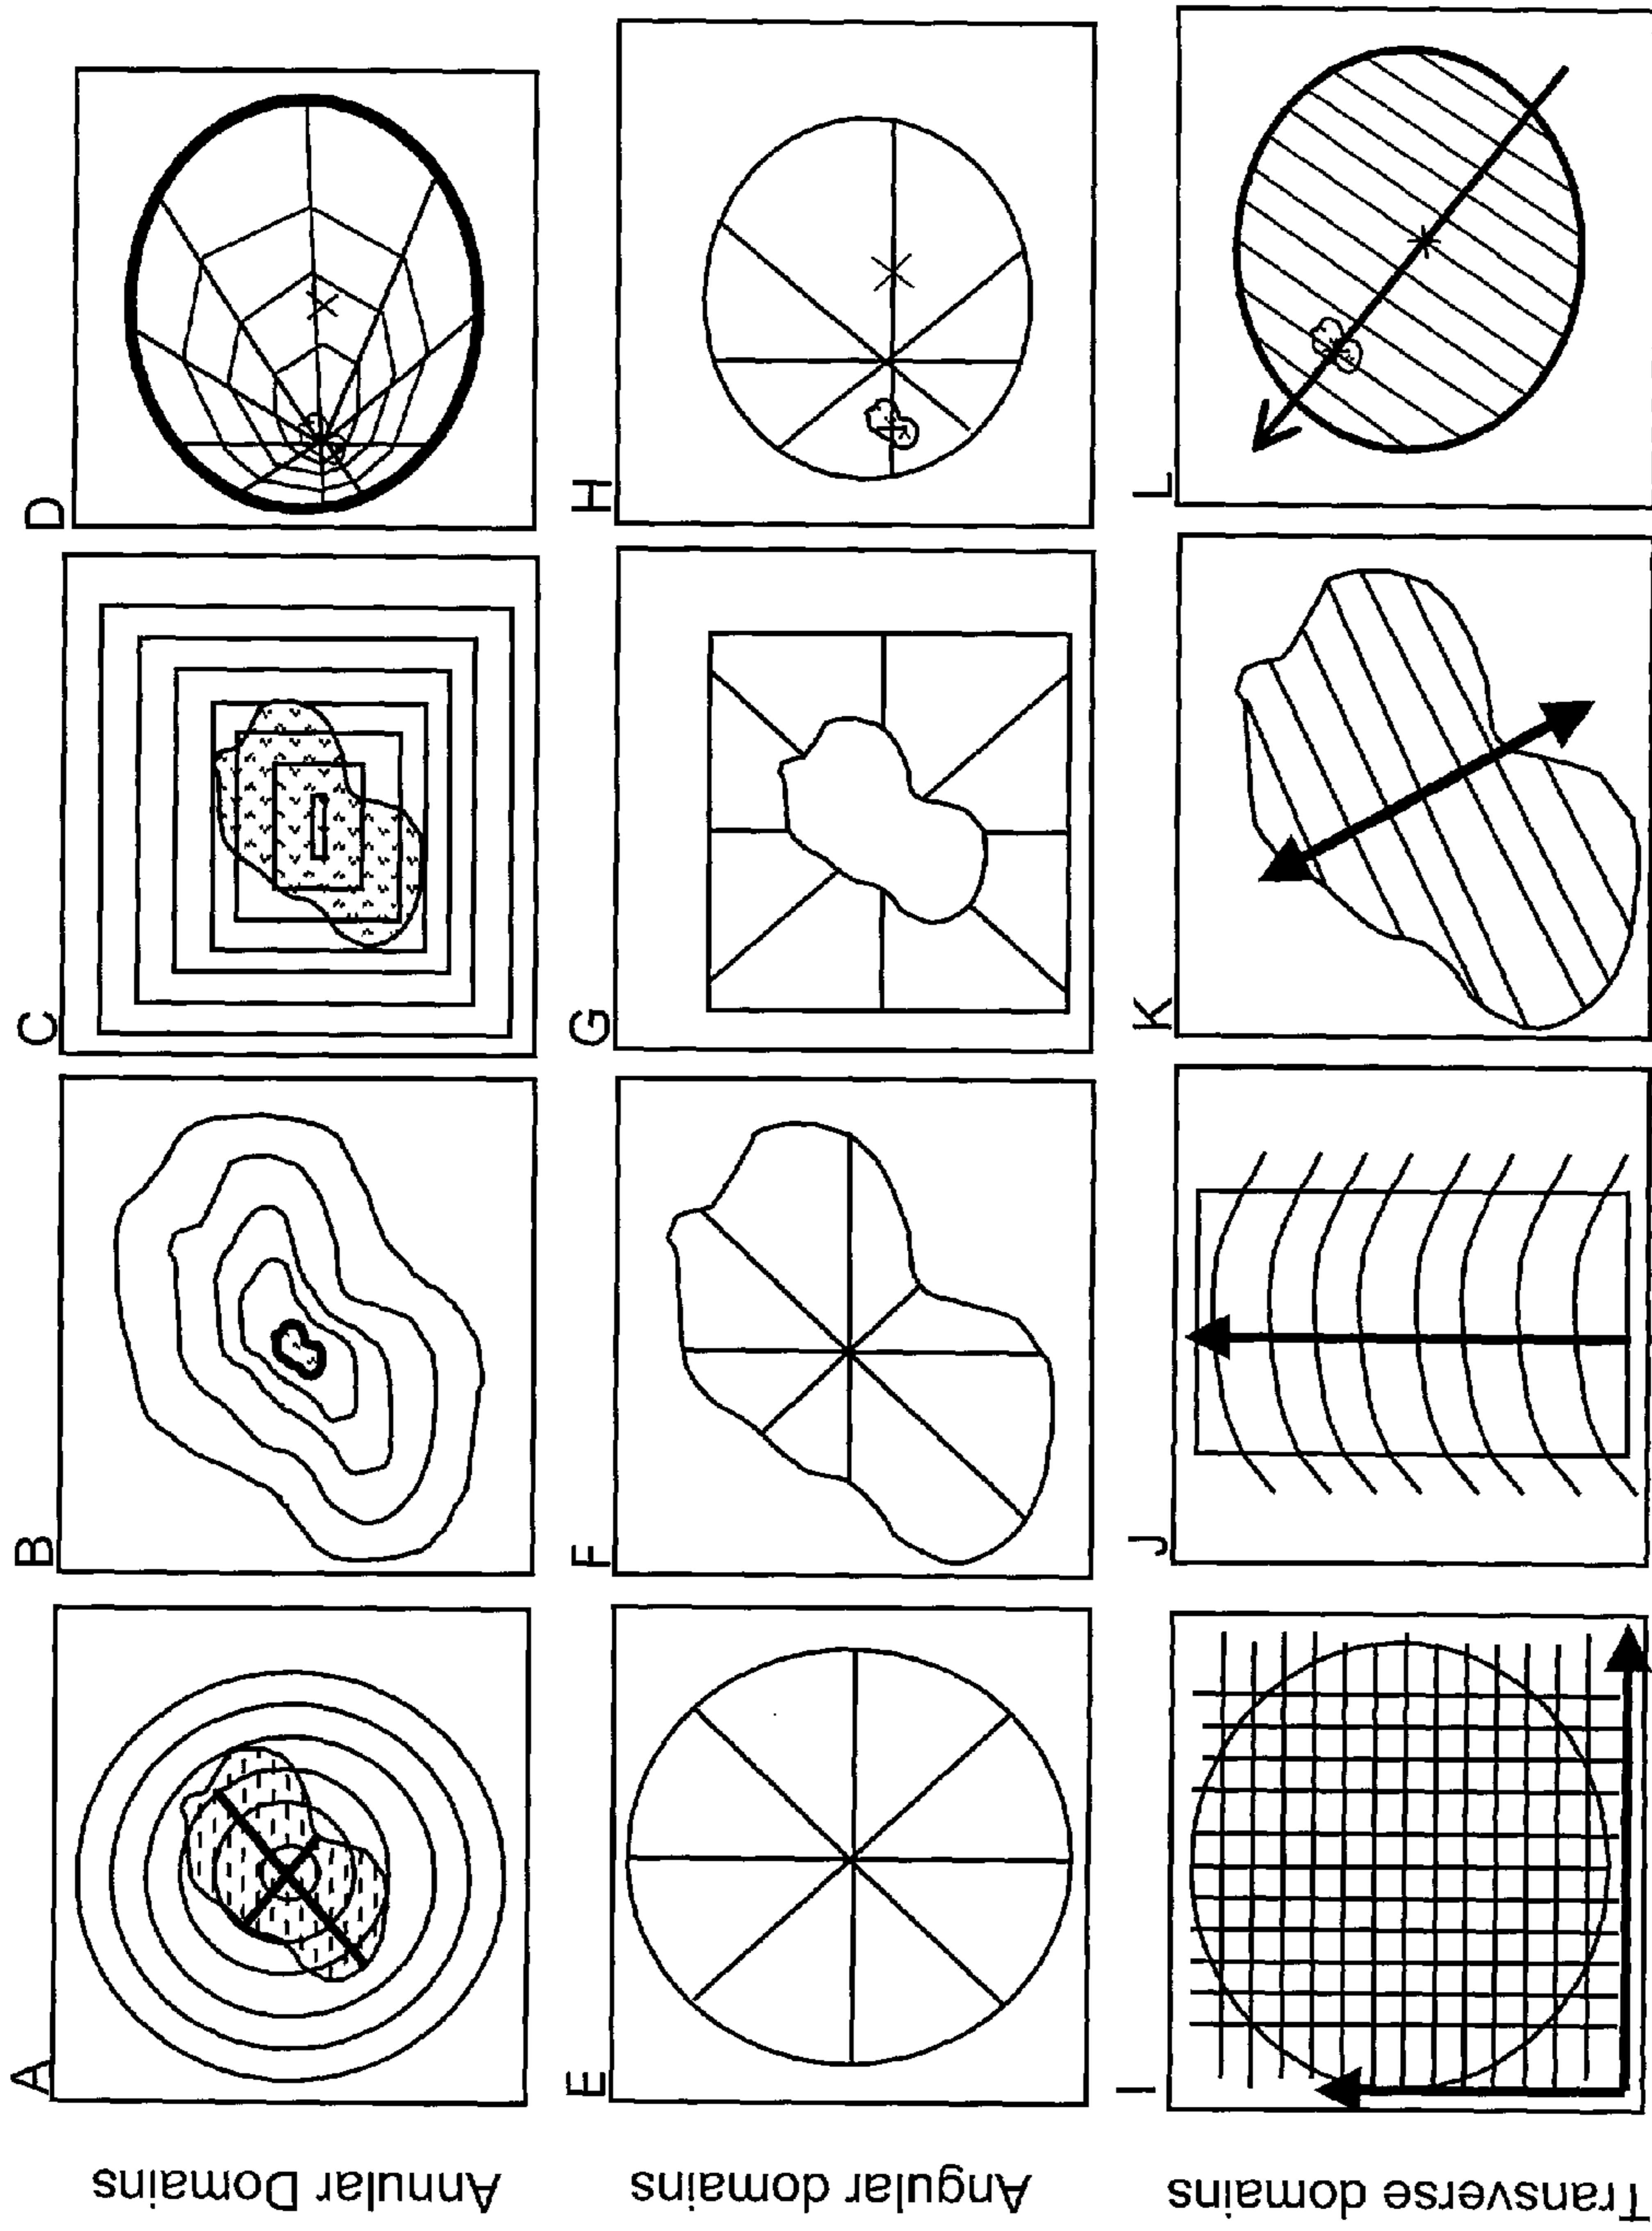 Annular Domains
A
B
C
D
Angular domains
E
F
G
H
Transverse domains
I
J
K
L